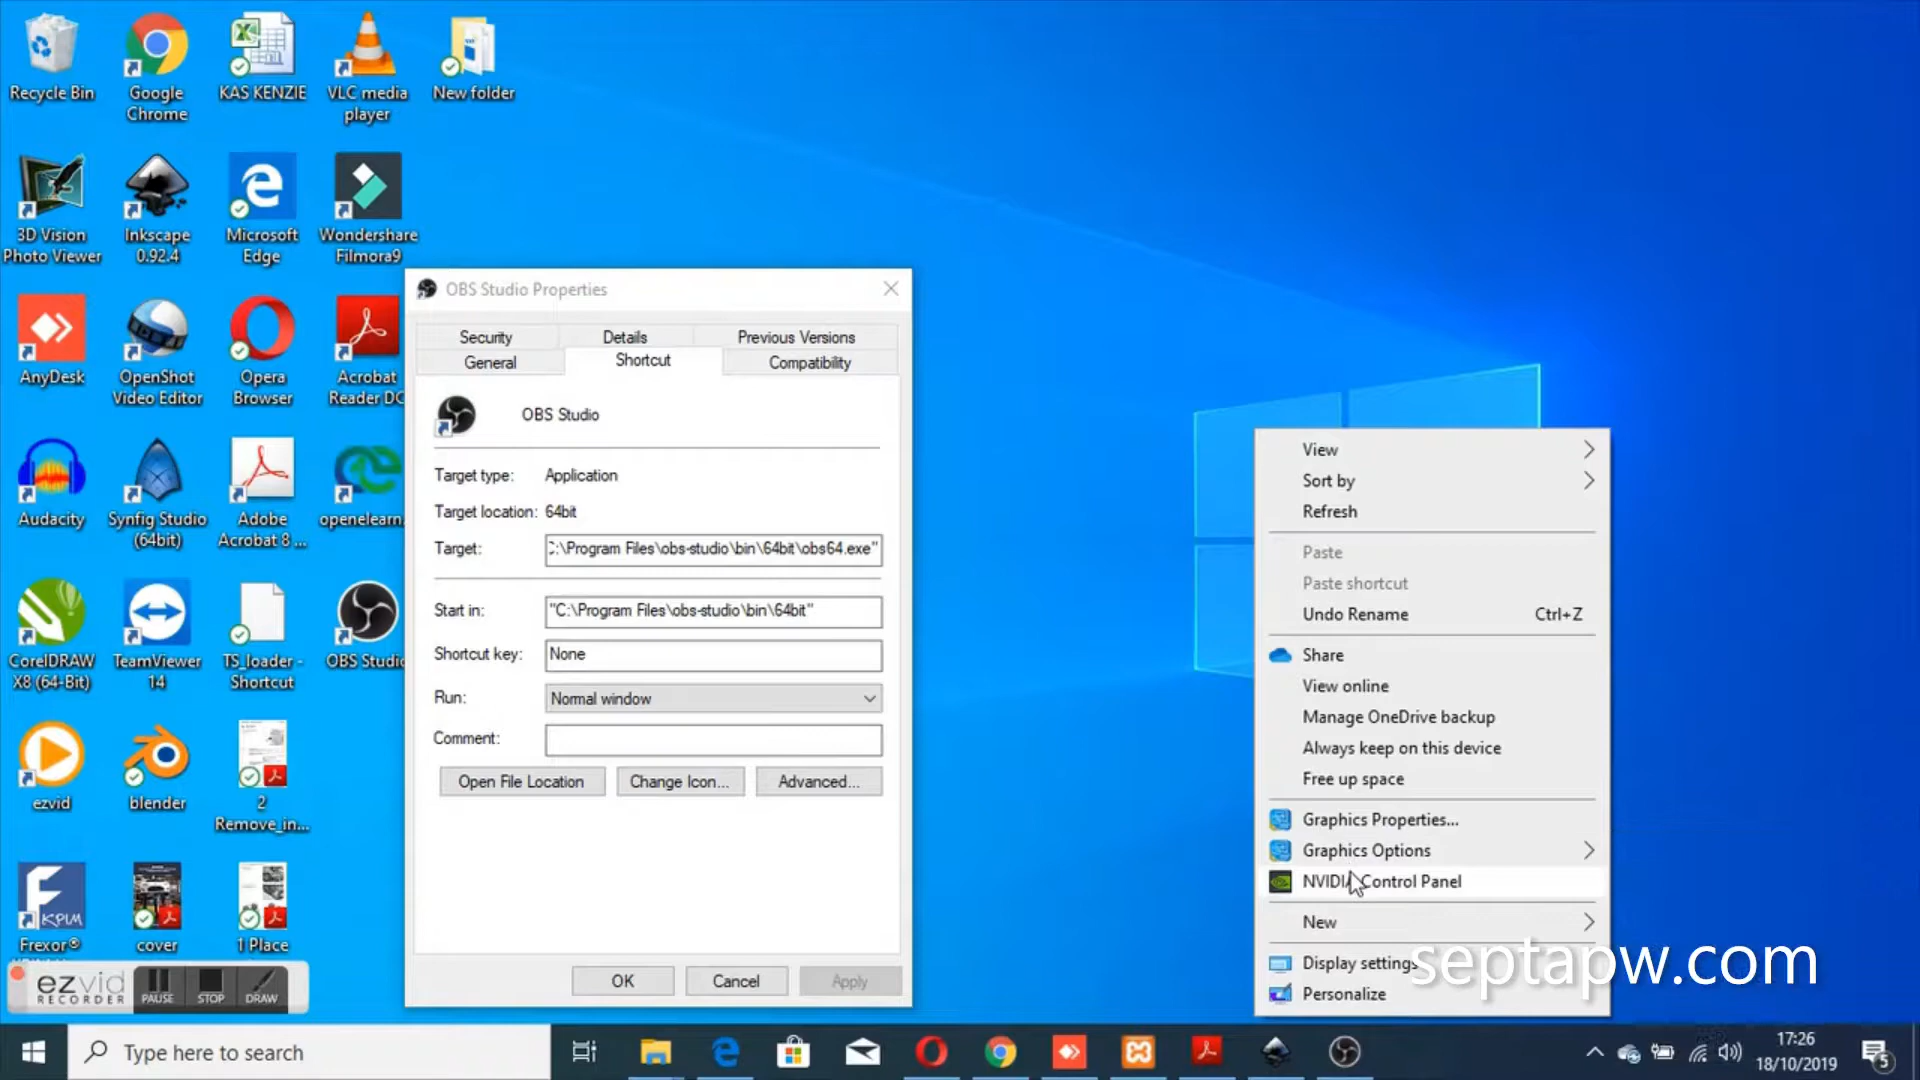 Recycle Bin
Google
Chrome
KAS KENZIE
VLC media
player
New folder
3D Vision
Photo Viewer
Inkscape
0.92.4
Microsoft
Edge
Wondershare
Filmora9
AnyDesk
OpenShot
Video Editor
Opera
Browser
Acrobat
Reader DC
Audacity
Synfig Studio
(64bit)
Adobe
Acrobat 8 ...
openelearn.
CorelDRAW
X8 (64-Bit)
TeamViewer
14
TS_loader -
Shortcut
OBS Studio
ezvid
blender
2
Remove_in...
KPIM
Frexor®
cover
1 Place
ezvid
RECORDER
PAUSE
STOP
DRAW
OBS Studio Properties
Security
Details
Previous Versions
General
Shortcut
Compatibility
OBS Studio
Target type: Application
Target location: 64bit
Target: :\Program Files\obs-studio\bin\64bit\obs64.exe"
Start in: "C:\Program Files\obs-studio\bin\64bit"
Shortcut key: None
Run: Normal window
Comment:
Open File Location
Change Icon...
Advanced...
OK
Cancel
Apply
View
Sort by
Refresh
Paste
Paste shortcut
Undo Rename Ctrl+Z
Share
View online
Manage OneDrive backup
Always keep on this device
Free up space
Graphics Properties...
Graphics Options
NVIDIA Control Panel
New
Display settings
Personalize
septapw.com
Type here to search
17:26
18/10/2019
5